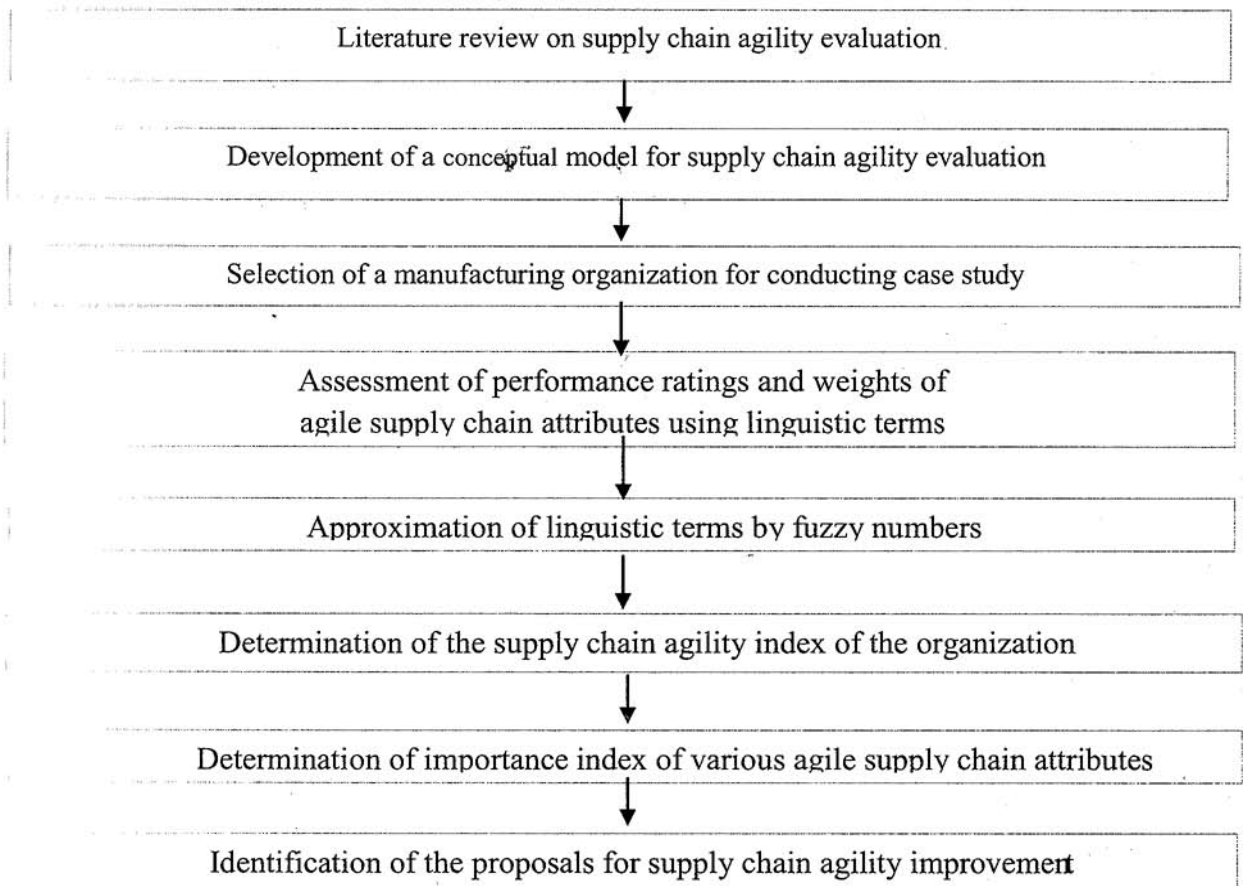 Literature review on supply chain agility evaluation
Development of a conceptual model for supply chain agility evaluation
Selection of a manufacturing organization for conducting case study
Assessment of performance ratings and weights of
agile supply chain attributes using linguistic terms
Approximation of linguistic terms by fuzzy numbers
Determination of the supply chain agility index of the organization
Determination of importance index of various agile supply chain attributes
Identification of the proposals for supply chain agility improvement